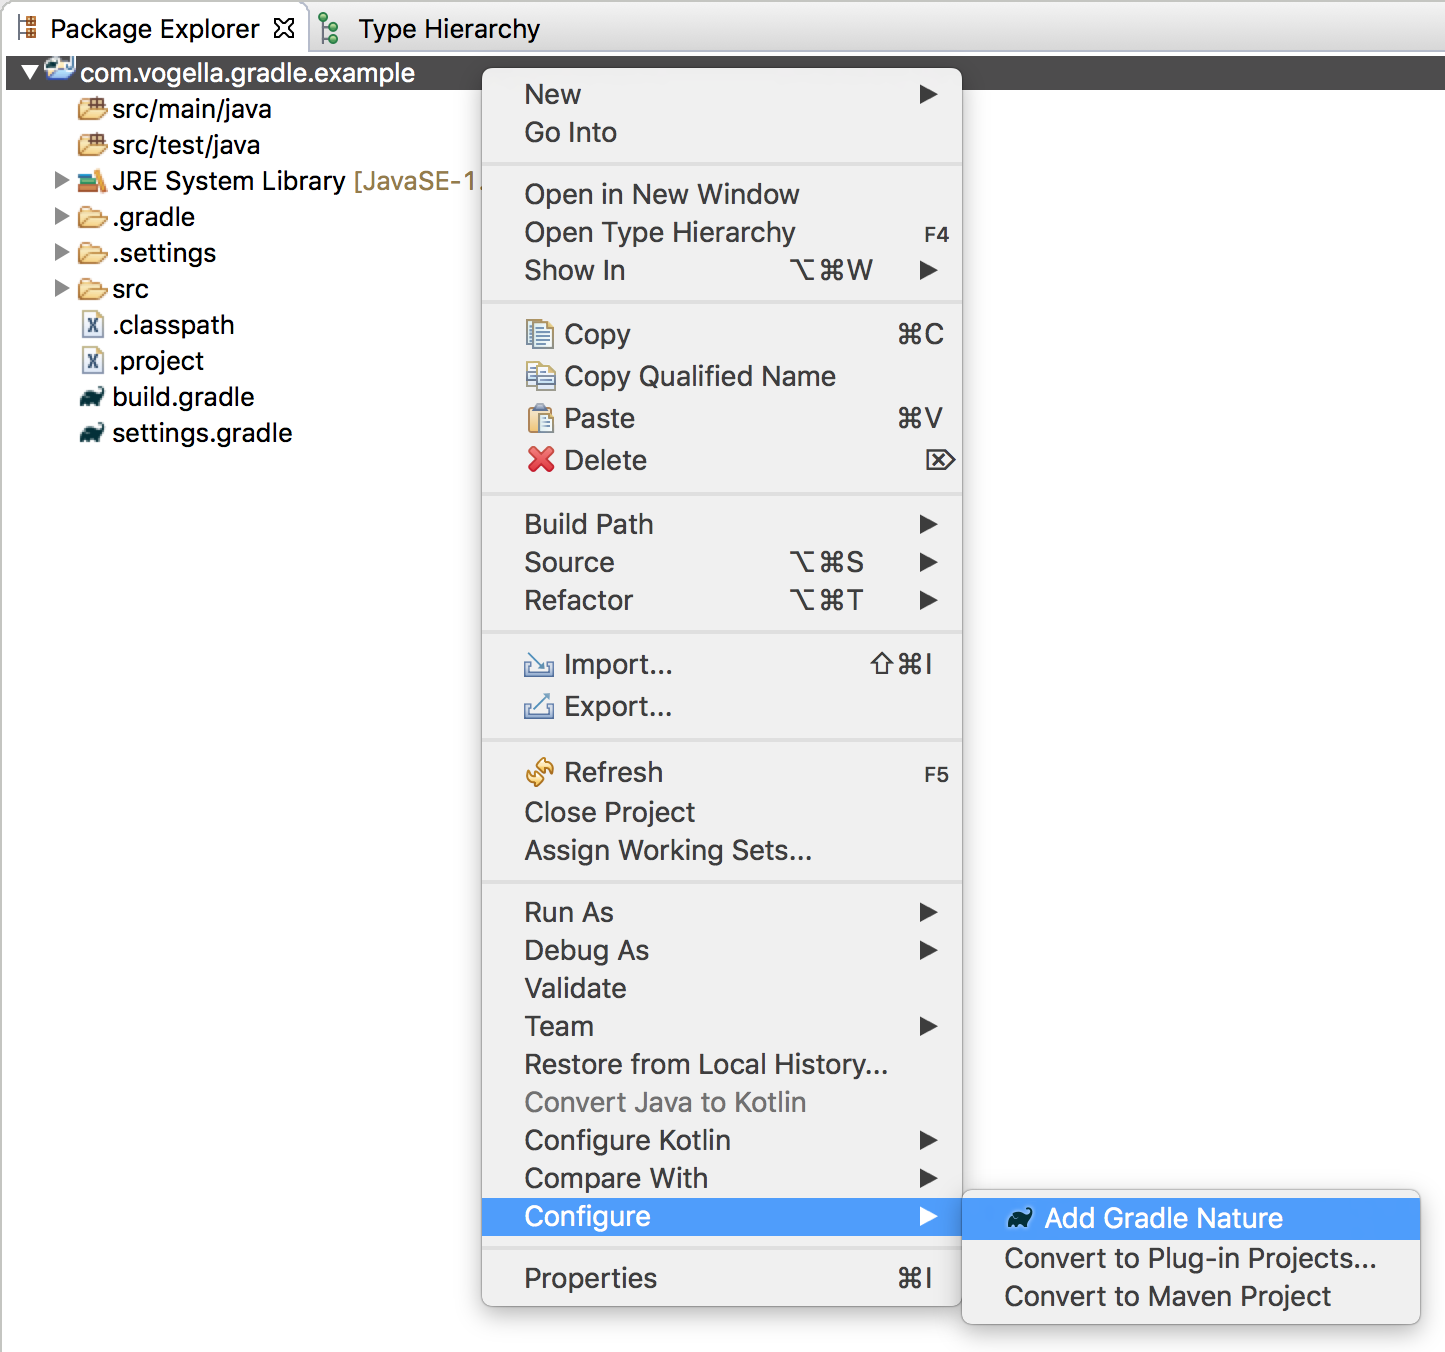 Package Explorer
Type Hierarchy
com.vogella.gradle.example
src/main/java
src/test/java
JRE System Library [JavaSE-1.
.gradle
.settings
src
.classpath
.project
build.gradle
settings.gradle
New
Go Into
Open in New Window
Open Type Hierarchy F4
Show In ⌥⌘W
Copy ⌘C
Copy Qualified Name
Paste ⌘V
Delete ⌦
Build Path
Source ⌥⌘S
Refactor ⌥⌘T
Import... ⇧⌘I
Export...
Refresh F5
Close Project
Assign Working Sets...
Run As
Debug As
Validate
Team
Restore from Local History...
Convert Java to Kotlin
Configure Kotlin
Compare With
Configure
Add Gradle Nature
Convert to Plug-in Projects...
Convert to Maven Project
Properties ⌘I